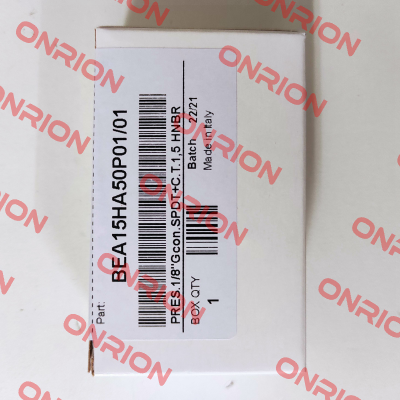 Part:
BEA15HA50P01/01
PRES.1/8"Gcon.SPDT+C.T.1,5 HNBR
BOX QTY
Batch 22/21
1
Made in Italy
ONRION
ONRION
ONRION
ONRION
ONRION
ONRION
ONRION
ONRION
ONRION